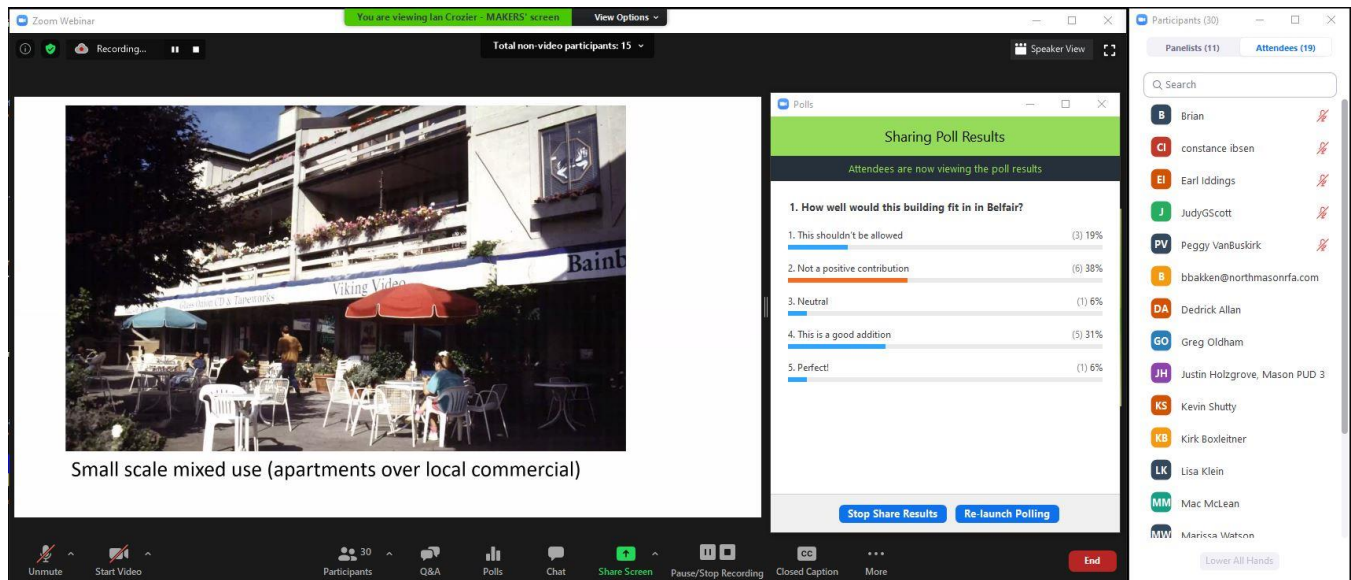 Zoom Webinar
You are viewing Ian Crozier - MAKERS' screen
View Options
Recording...
Total non-video participants: 15
Speaker View
Bainb
Viking Video
CD & Tapeworks
Small scale mixed use (apartments over local commercial)
Polls
Sharing Poll Results
Attendees are now viewing the poll results
1. How well would this building fit in in Belfair?
1. This shouldn't be allowed (3) 19%
2. Not a positive contribution (6) 38%
3. Neutral (1) 6%
4. This is a good addition (5) 31%
5. Perfect! (1) 6%
Stop Share Results Re-launch Polling
Unmute
Start Video
30
Participants
Q&A
Polls
Chat
Share Screen
Pause/Stop Recording
CC
Closed Caption
More
End
Participants (30)
Panelists (11) Attendees (19)
Search
B Brian
CI constance ibsen
EI Earl Iddings
J JudyGScott
PV Peggy VanBuskirk
B bbakken@northmasonrfa.com
DA Dedrick Allan
GO Greg Oldham
JH Justin Holzgrove, Mason PUD 3
KS Kevin Shutty
KB Kirk Boxleitner
LK Lisa Klein
MM Mac McLean
MW Marissa Watson
Lower All Hands